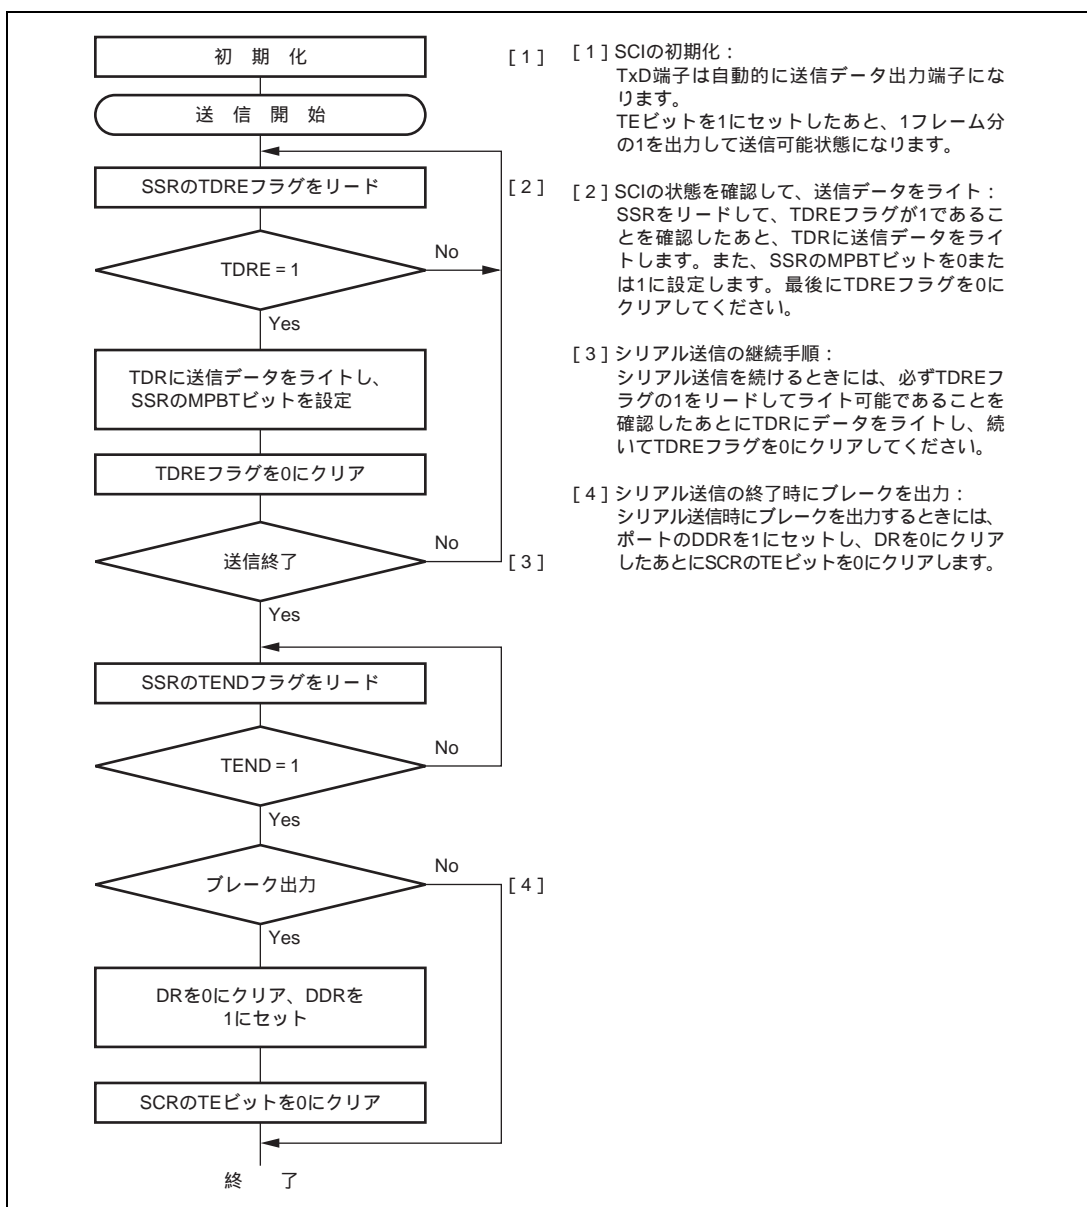 初 期 化
[ 1 ]
送 信 開 始
SSRのTDREフラグをリード
[ 2 ]
TDRE = 1
No
Yes
TDRに送信データをライトし、
SSRのMPBTビットを設定
TDREフラグを0にクリア
送信終了
No
[ 3 ]
Yes
SSRのTENDフラグをリード
TEND = 1
No
Yes
ブレーク出力
No
[ 4 ]
Yes
DRを0にクリア、DDRを
1にセット
SCRのTEビットを0にクリア
終 了
[ 1 ] SCIの初期化：
TxD端子は自動的に送信データ出力端子にな
ります。
TEビットを1にセットしたあと、1フレーム分
の1を出力して送信可能状態になります。
[ 2 ] SCIの状態を確認して、送信データをライト：
SSRをリードして、TDREフラグが1であるこ
とを確認したあと、TDRに送信データをライ
トします。また、SSRのMPBTビットを0また
は1に設定します。最後にTDREフラグを0に
クリアしてください。
[ 3 ] シリアル送信の継続手順：
シリアル送信を続けるときには、必ずTDREフ
ラグの1をリードしてライト可能であることを
確認したあとにTDRにデータをライトし、続
いてTDREフラグを0にクリアしてください。
[ 4 ] シリアル送信の終了時にブレークを出力：
シリアル送信時にブレークを出力するときには、
ポートのDDRを1にセットし、DRを0にクリア
したあとにSCRのTEビットを0にクリアします。